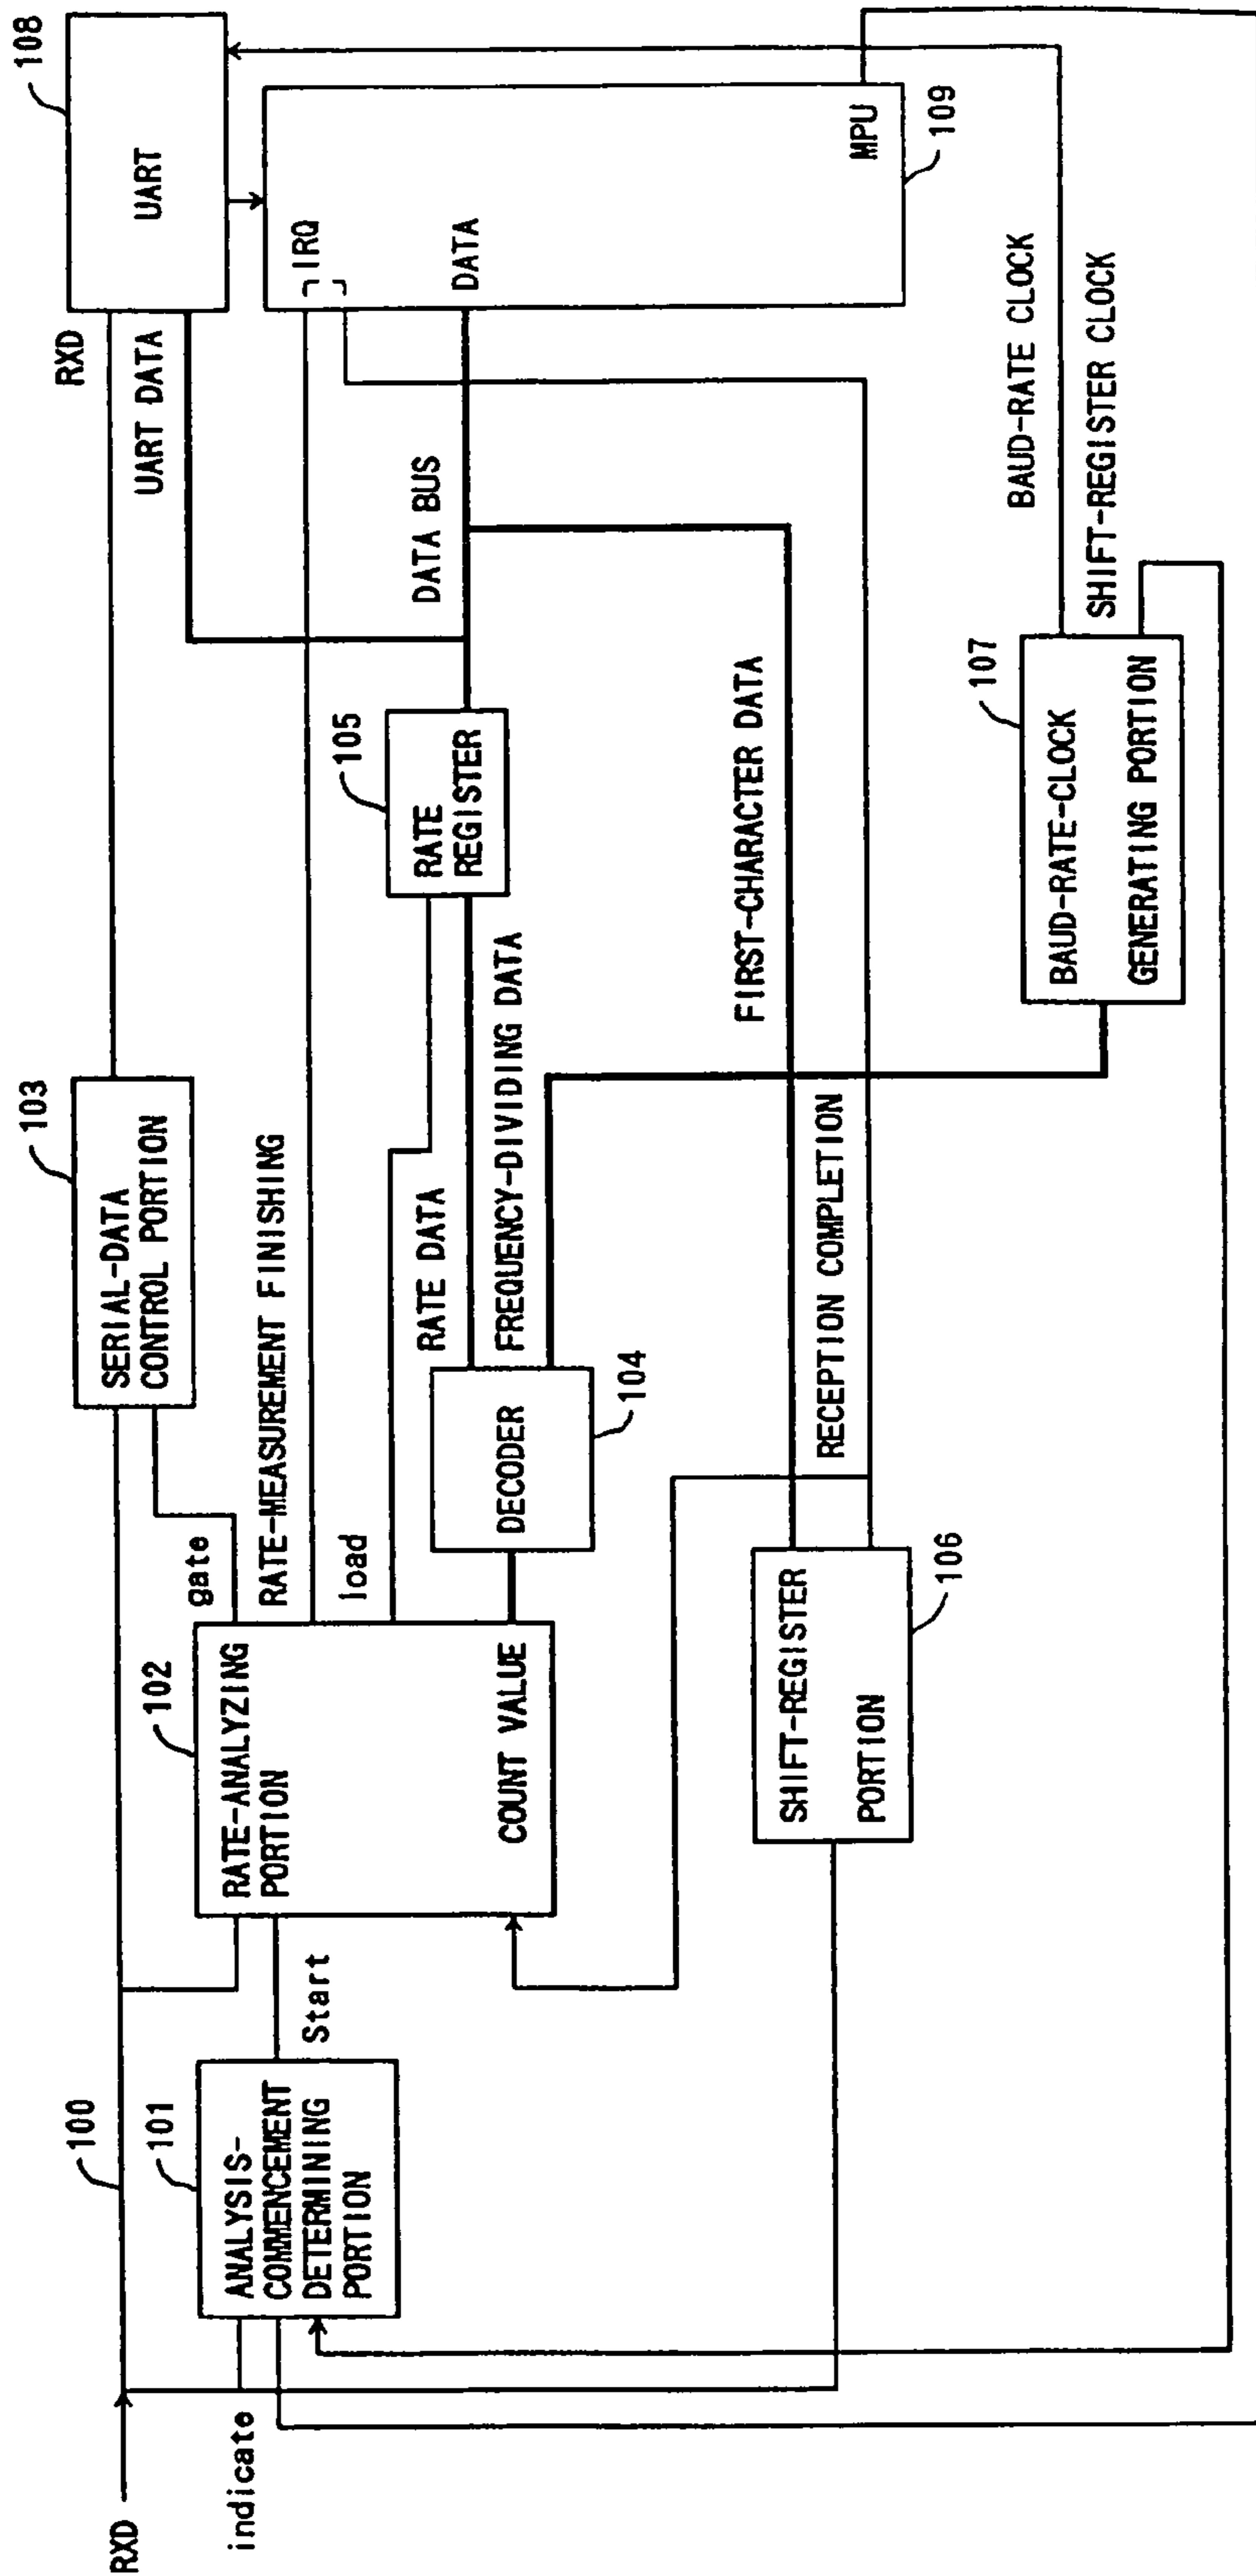 RXD
indicate
100
101
ANALYSIS-
COMMENCEMENT
DETERMINING
PORTION
Start
102
RATE-ANALYZING
PORTION
COUNT VALUE
gate
RATE-MEASUREMENT FINISHING
load
103
SERIAL-DATA
CONTROL PORTION
DECODER
104
RATE DATA
FREQUENCY-DIVIDING DATA
105
RATE
REGISTER
SHIFT-REGISTER
PORTION
106
RECEPTION COMPLETION
FIRST-CHARACTER DATA
107
BAUD-RATE-CLOCK
GENERATING PORTION
BAUD-RATE CLOCK
SHIFT-REGISTER CLOCK
DATA BUS
RXD
UART DATA
108
UART
IRQ
DATA
MPU
109